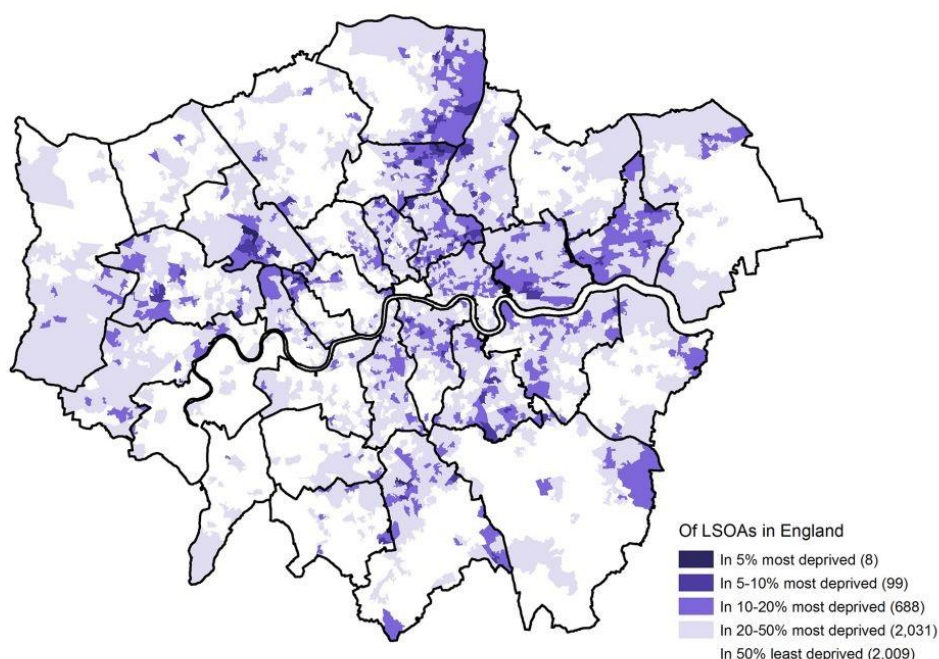 Of LSOAs in England
In 5% most deprived (8)
In 5-10% most deprived (99)
In 10-20% most deprived (688)
In 20-50% most deprived (2,031)
In 50% least deprived (2,009)